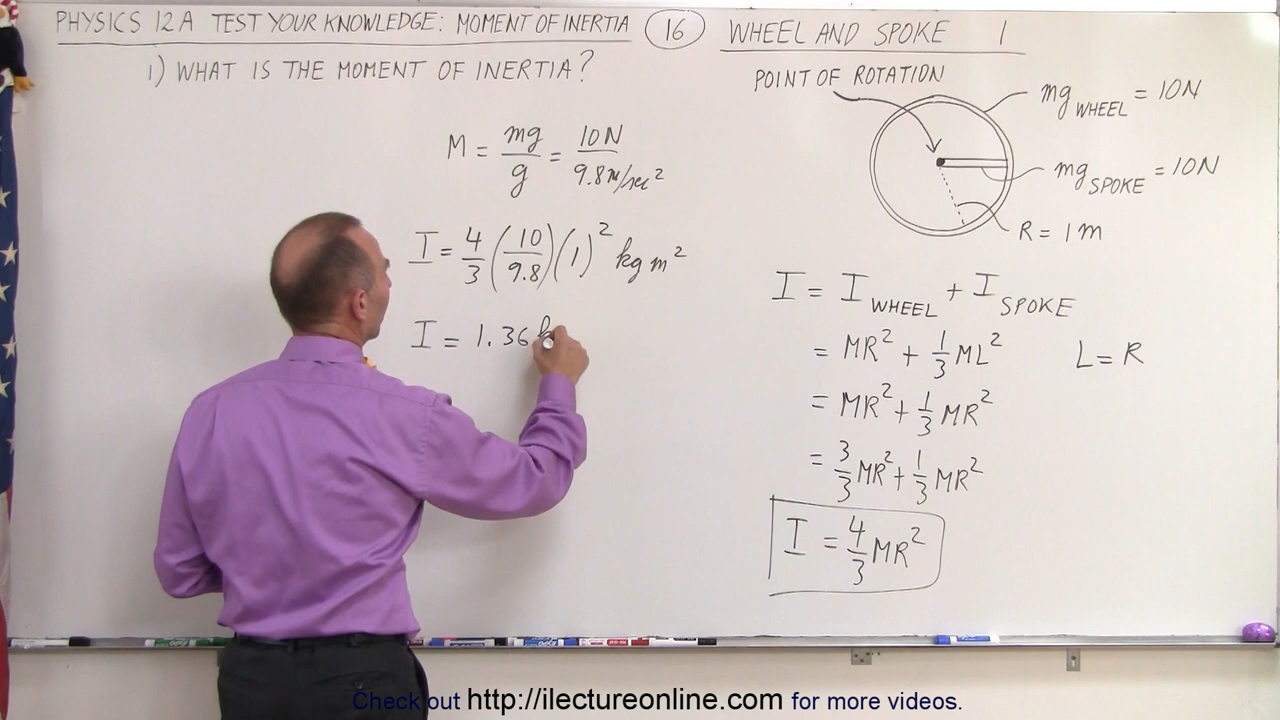 PHYSICS 12A TEST YOUR KNOWLEDGE: MOMENT OF INERTIA 16 WHEEL AND SPOKE 1
1) WHAT IS THE MOMENT OF INERTIA?
POINT OF ROTATION
mg WHEEL = 10N
mg SPOKE = 10N
R = 1m
M = mg/g = 10N/9.8 m/sec²
I = 4/3 (10/9.8)(1)² kg m²
I = 1.36 k
I = I WHEEL + I SPOKE
= MR² + 1/3 ML² L = R
= MR² + 1/3 MR²
= 3/3 MR² + 1/3 MR²
I = 4/3 MR²
Check out http://ilectureonline.com for more videos.